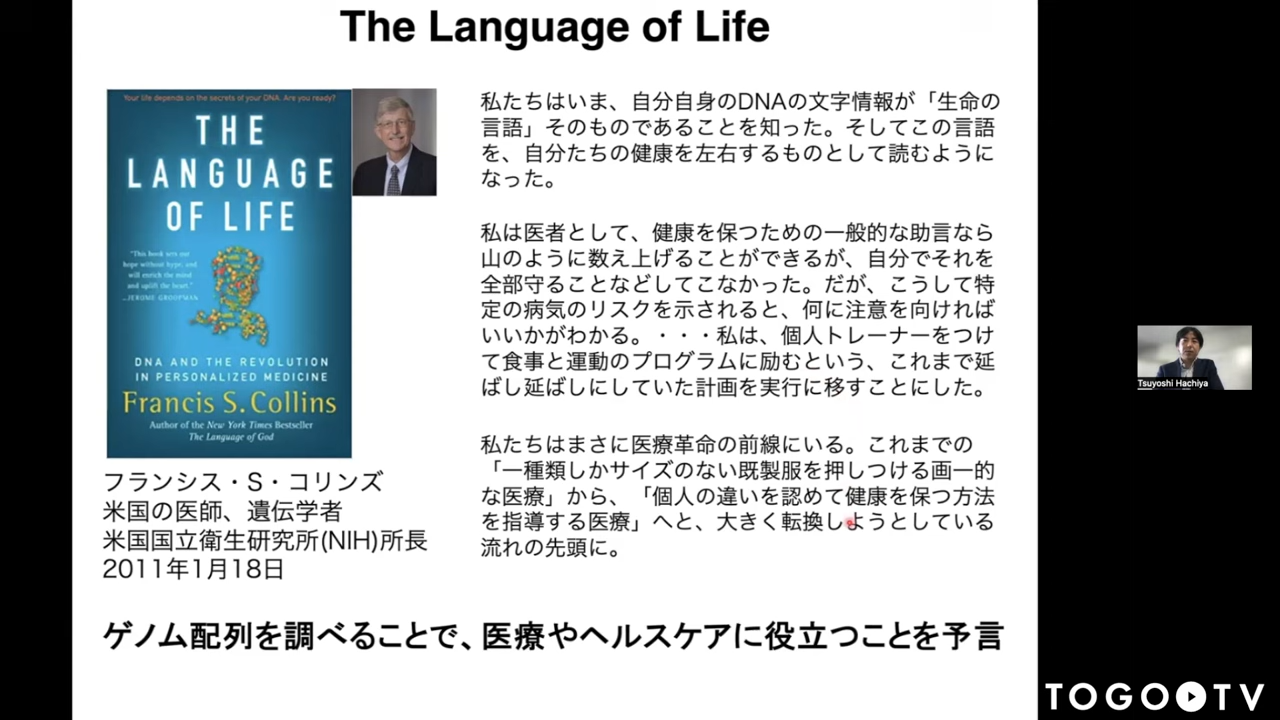 The Language of Life
Your life depends on the secrets of your DNA. Are you ready?
THE
LANGUAGE
OF LIFE
"This book sets our
hope without hype, and
will enrich the mind
and uplift the heart."
—JEROME GROOPMAN
DNA AND THE REVOLUTION
IN PERSONALIZED MEDICINE
Francis S. Collins
Author of the New York Times Bestseller
The Language of God
フランシス・S・コリンズ
米国の医師、遺伝学者
米国国立衛生研究所(NIH)所長
2011年1月18日
私たちはいま、自分自身のDNAの文字情報が「生命の
言語」そのものであることを知った。そしてこの言語
を、自分たちの健康を左右するものとして読むように
なった。
私は医者として、健康を保つための一般的な助言なら
山のように数え上げることができるが、自分でそれを
全部守ることなどしてこなかった。だが、こうして特
定の病気のリスクを示されると、何に注意を向ければ
いいかがわかる。・・・私は、個人トレーナーをつけ
て食事と運動のプログラムに励むという、これまで延
ばし延ばしにしていた計画を実行に移すことにした。
私たちはまさに医療革命の前線にいる。これまでの
「一種類しかサイズのない既製服を押しつける画一的
な医療」から、「個人の違いを認めて健康を保つ方法
を指導する医療」へと、大きく転換しようとしている
流れの先頭に。
ゲノム配列を調べることで、医療やヘルスケアに役立つことを予言
Tsuyoshi Hachiya
TOGO TV